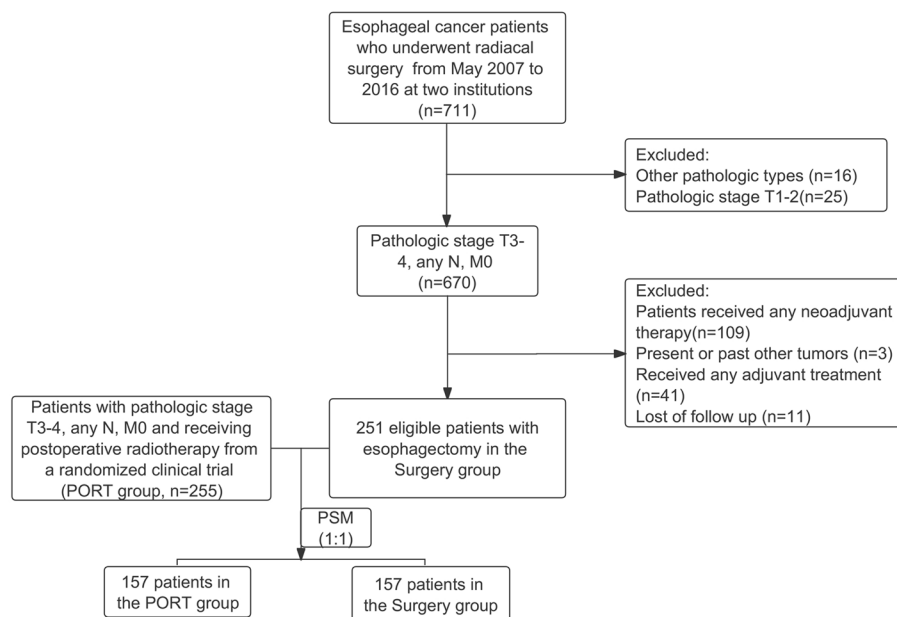 Esophageal cancer patients
who underwent radiacal
surgery from May 2007 to
2016 at two institutions
(n=711)
Excluded:
Other pathologic types (n=16)
Pathologic stage T1-2(n=25)
Pathologic stage T3-
4, any N, M0
(n=670)
Excluded:
Patients received any neoadjuvant
therapy(n=109)
Present or past other tumors (n=3)
Received any adjuvant treatment
(n=41)
Lost of follow up (n=11)
Patients with pathologic stage
T3-4, any N, M0 and receiving
postoperative radiotherapy from
a randomized clinical trial
(PORT group, n=255)
251 eligible patients with
esophagectomy in the
Surgery group
PSM
(1:1)
157 patients in
the PORT group
157 patients in
the Surgery group